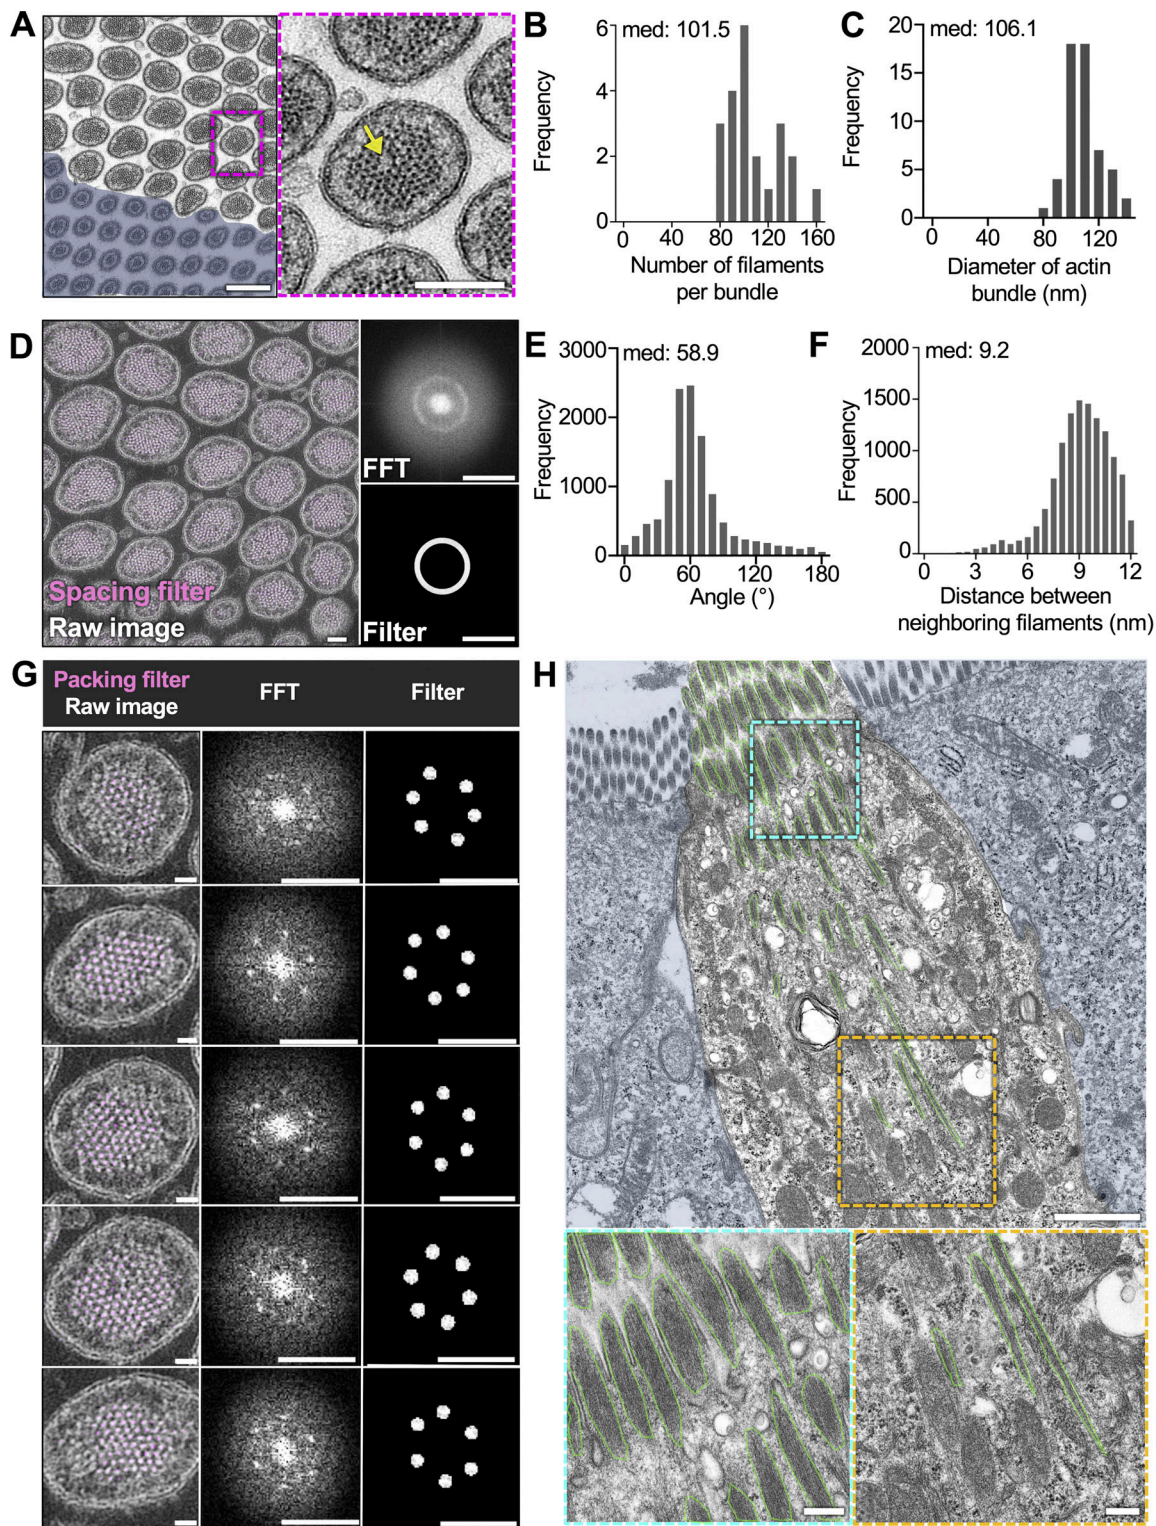 A
B
med: 101.5
6
4
2
0
Frequency
0 40 80 120 160
Number of filaments
per bundle
C
med: 106.1
20
15
10
5
0
Frequency
0 40 80 120
Diameter of actin
bundle (nm)
D
Spacing filter
Raw image
FFT
Filter
E
med: 58.9
3000
2000
1000
0
Frequency
0 60 120 180
Angle (°)
F
med: 9.2
2000
1500
1000
500
0
Frequency
0 3 6 9 12
Distance between
neighboring filaments (nm)
G
Packing filter
Raw image
FFT
Filter
H